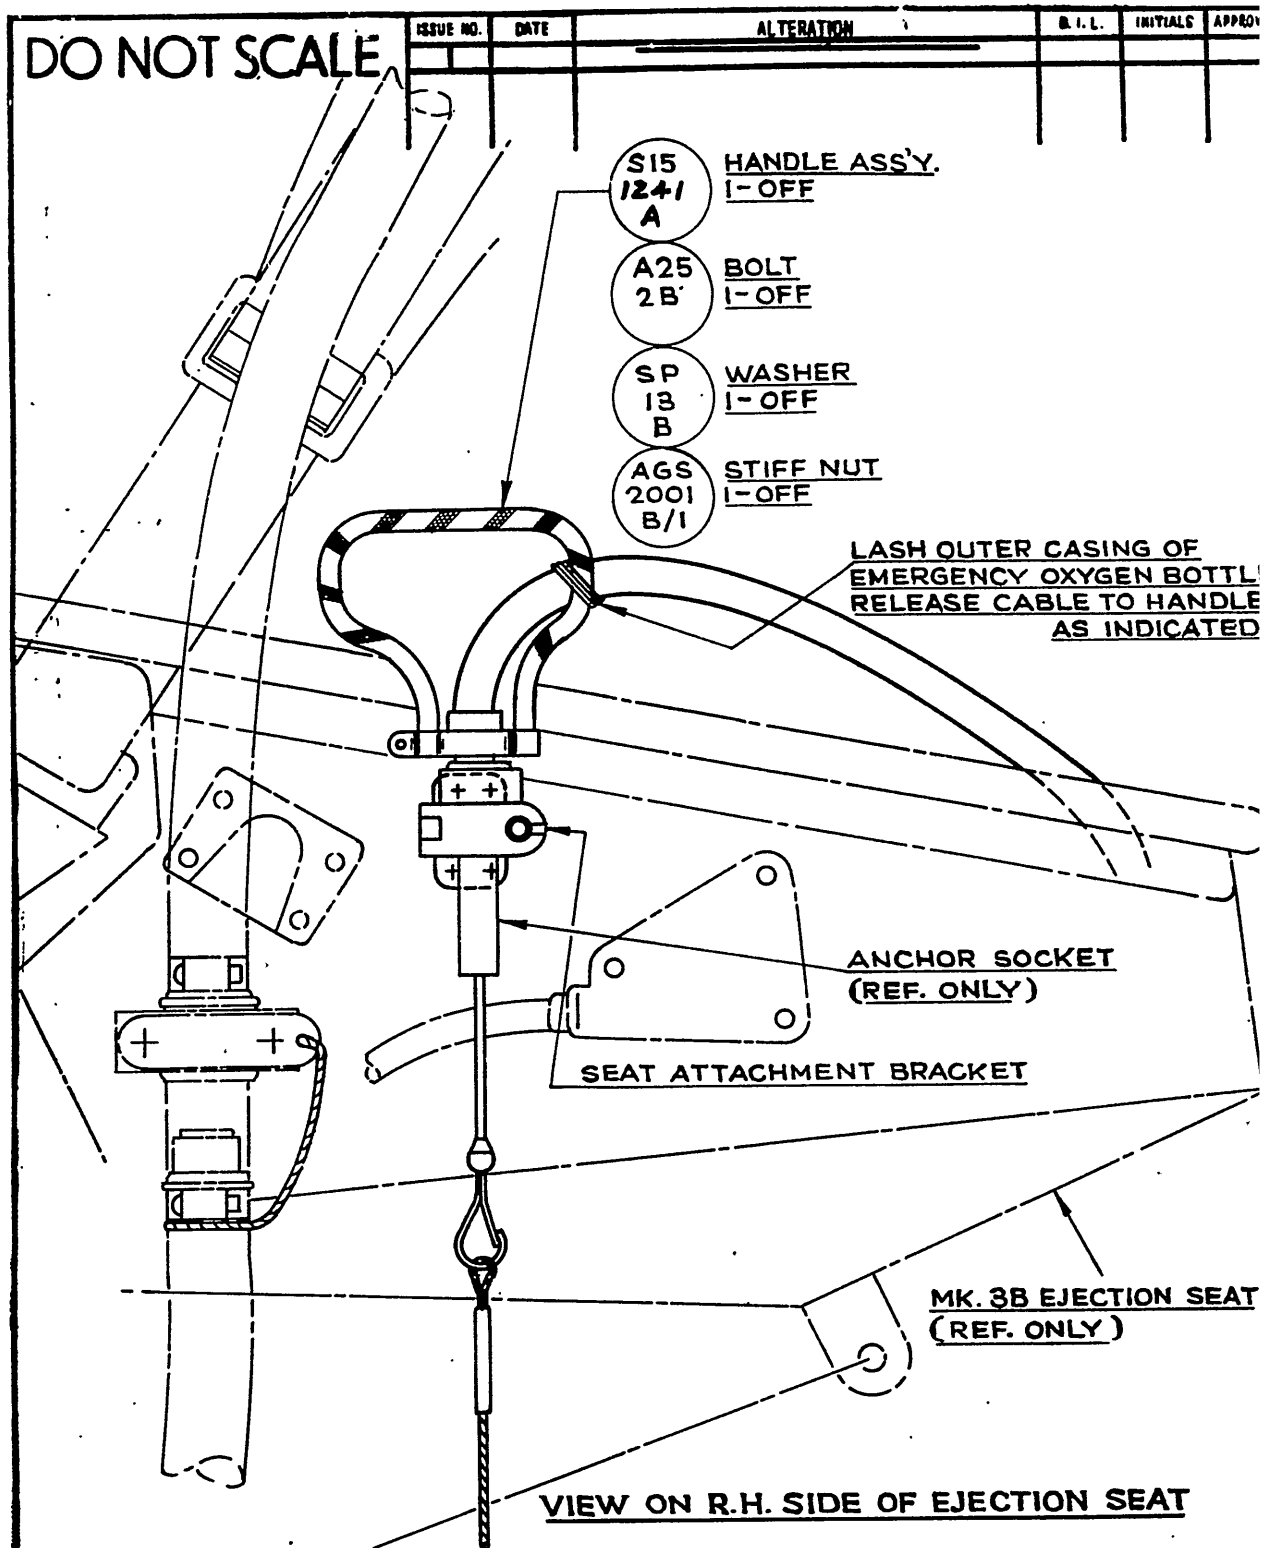 DO NOT SCALE
ISSUE NO. DATE ALTERATION D.I.L. INITIALS
S15
1241
A
HANDLE ASS'Y.
1-OFF
A25
2B
BOLT
1-OFF
SP
13
B
WASHER
1-OFF
AGS
2001
B/1
STIFF NUT
1-OFF
LASH OUTER CASING OF
EMERGENCY OXYGEN BOTTL
RELEASE CABLE TO HANDLE
AS INDICATED
ANCHOR SOCKET
(REF. ONLY)
SEAT ATTACHMENT BRACKET
MK. 3B EJECTION SEAT
(REF. ONLY)
VIEW ON R.H. SIDE OF EJECTION SEAT